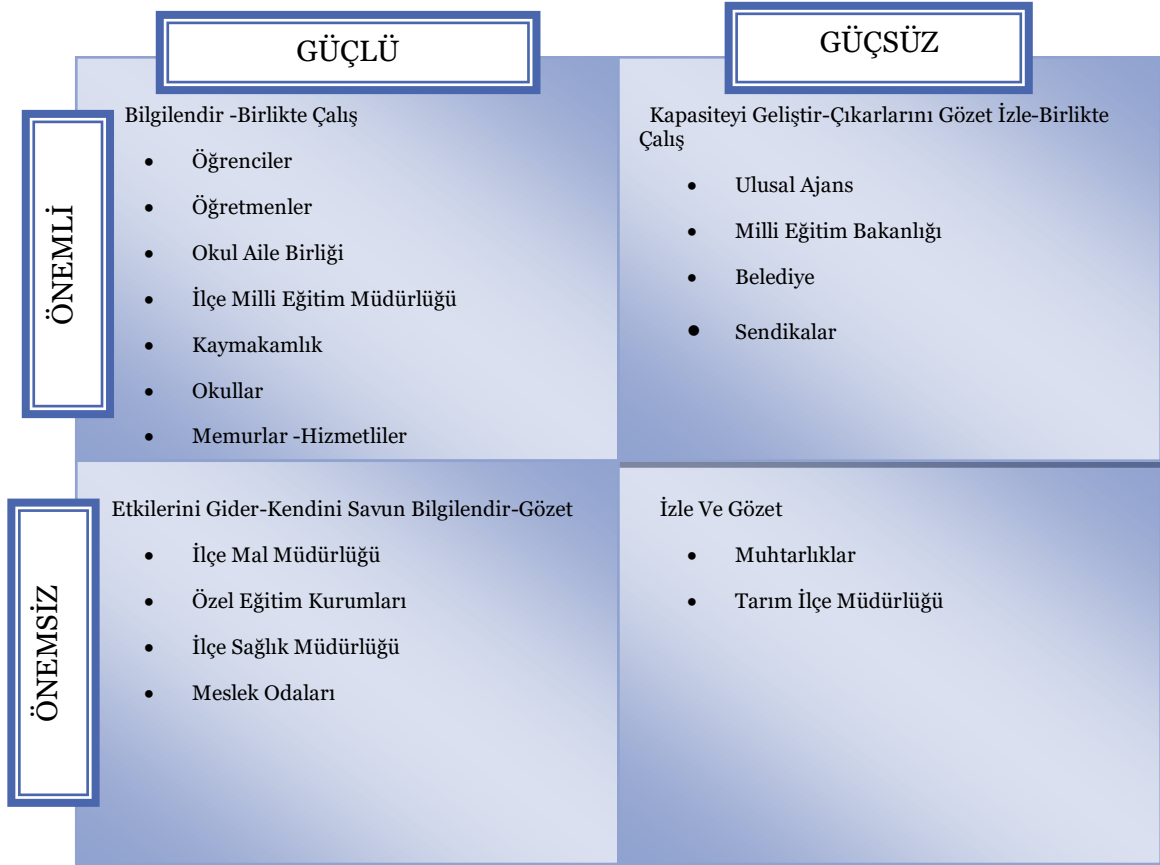 GÜÇLÜ
GÜÇSÜZ
ÖNEMLİ
Bilgilendir -Birlikte Çalış
• Öğrenciler
• Öğretmenler
• Okul Aile Birliği
• İlçe Milli Eğitim Müdürlüğü
• Kaymakamlık
• Okullar
• Memurlar -Hizmetliler
Kapasiteyi Geliştir-Çıkarlarını Gözet İzle-Birlikte
Çalış
• Ulusal Ajans
• Milli Eğitim Bakanlığı
• Belediye
• Sendikalar
ÖNEMSİZ
Etkilerini Gider-Kendini Savun Bilgilendir-Gözet
• İlçe Mal Müdürlüğü
• Özel Eğitim Kurumları
• İlçe Sağlık Müdürlüğü
• Meslek Odaları
İzle Ve Gözet
• Muhtarlıklar
• Tarım İlçe Müdürlüğü